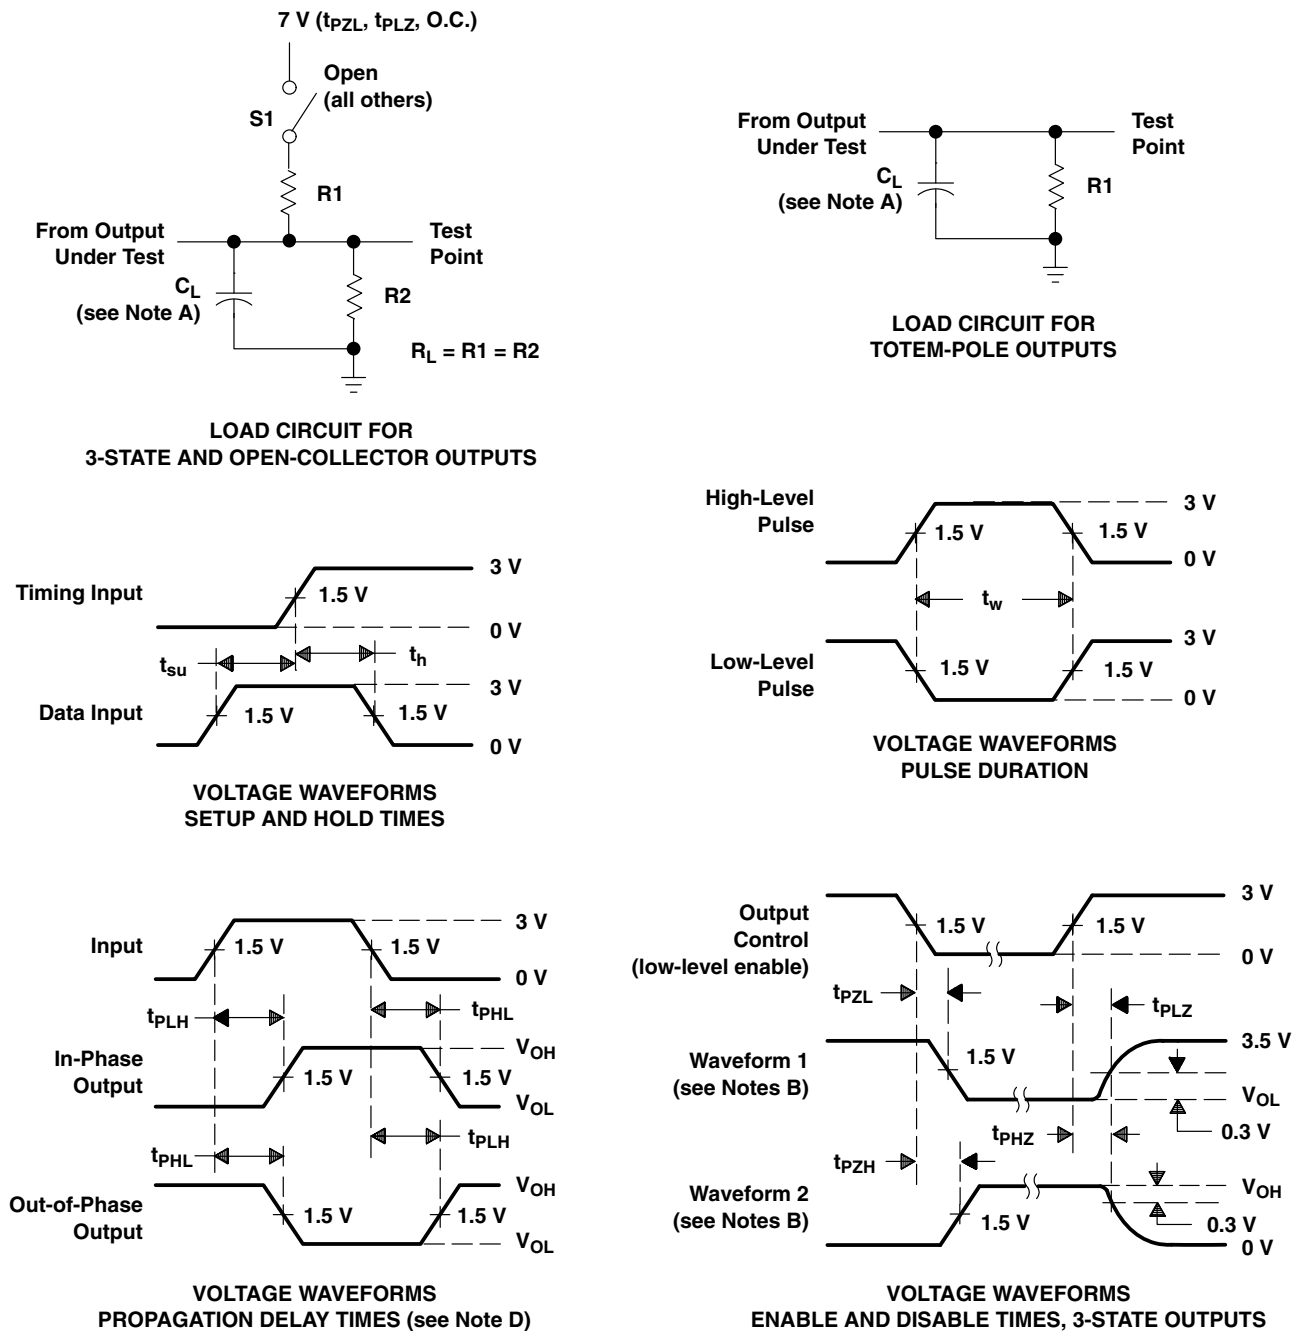 7 V (tPZL, tPLZ, O.C.)
Open
(all others)
S1
R1
From Output
Under Test
Test
Point
CL
(see Note A)
R2
RL = R1 = R2
LOAD CIRCUIT FOR
3-STATE AND OPEN-COLLECTOR OUTPUTS
From Output
Under Test
Test
Point
CL
(see Note A)
R1
LOAD CIRCUIT FOR
TOTEM-POLE OUTPUTS
Timing Input
1.5 V
3 V
0 V
tsu
th
Data Input
1.5 V
1.5 V
3 V
0 V
VOLTAGE WAVEFORMS
SETUP AND HOLD TIMES
High-Level
Pulse
1.5 V
1.5 V
3 V
0 V
tw
Low-Level
Pulse
1.5 V
1.5 V
3 V
0 V
VOLTAGE WAVEFORMS
PULSE DURATION
Input
1.5 V
1.5 V
3 V
0 V
tPLH
tPHL
In-Phase
Output
1.5 V
1.5 V
VOH
VOL
tPHL
tPLH
Out-of-Phase
Output
1.5 V
1.5 V
VOH
VOL
VOLTAGE WAVEFORMS
PROPAGATION DELAY TIMES (see Note D)
Output
Control
(low-level enable)
1.5 V
1.5 V
3 V
0 V
tPZL
tPLZ
Waveform 1
(see Notes B)
1.5 V
3.5 V
VOL
0.3 V
tPHZ
tPZH
Waveform 2
(see Notes B)
1.5 V
VOH
0.3 V
0 V
VOLTAGE WAVEFORMS
ENABLE AND DISABLE TIMES, 3-STATE OUTPUTS